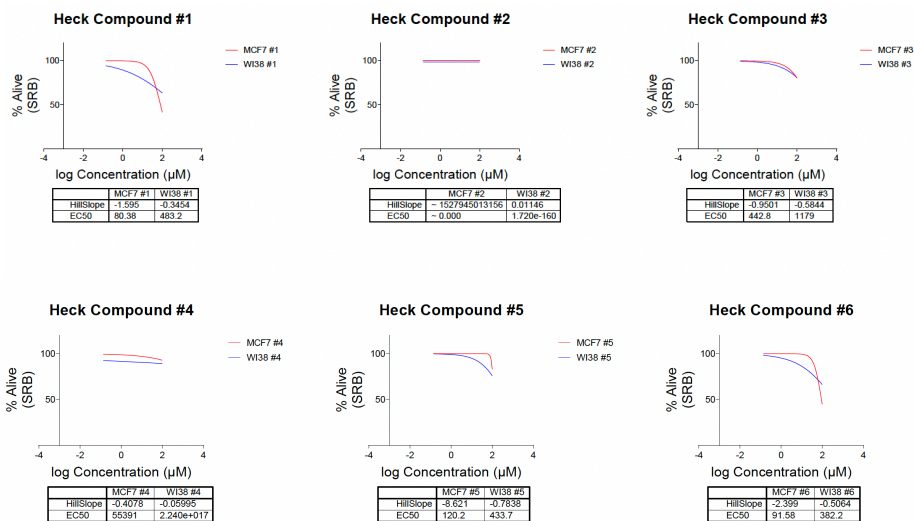 Heck Compound #1
% Alive
(SRB)
100
50
-4 -2 0 2 4
log Concentration (µM)
MCF7 #1
WI38 #1
MCF7 #1 WI38 #1
HillSlope -1.595 -0.3454
EC50 80.38 483.2
Heck Compound #2
% Alive
(SRB)
100
50
-4 -2 0 2 4
log Concentration (µM)
MCF7 #2
WI38 #2
MCF7 #2 WI38 #2
HillSlope ~ 1527945013156 0.01146
EC50 ~ 0.000 1.720e-160
Heck Compound #3
% Alive
(SRB)
100
50
-4 -2 0 2 4
log Concentration (µM)
MCF7 #3
WI38 #3
MCF7 #3 WI38 #3
HillSlope -0.9501 -0.5844
EC50 442.8 1179
Heck Compound #4
% Alive
(SRB)
100
50
-4 -2 0 2 4
log Concentration (µM)
MCF7 #4
WI38 #4
MCF7 #4 WI38 #4
HillSlope -0.4078 -0.05995
EC50 55391 2.240e+017
Heck Compound #5
% Alive
(SRB)
100
50
-4 -2 0 2 4
log Concentration (µM)
MCF7 #5
WI38 #5
MCF7 #5 WI38 #5
HillSlope -8.621 -0.7838
EC50 120.2 433.7
Heck Compound #6
% Alive
(SRB)
100
50
-4 -2 0 2 4
log Concentration (µM)
MCF7 #6
WI38 #6
MCF7 #6 WI38 #6
HillSlope -2.399 -0.5064
EC50 91.58 382.2